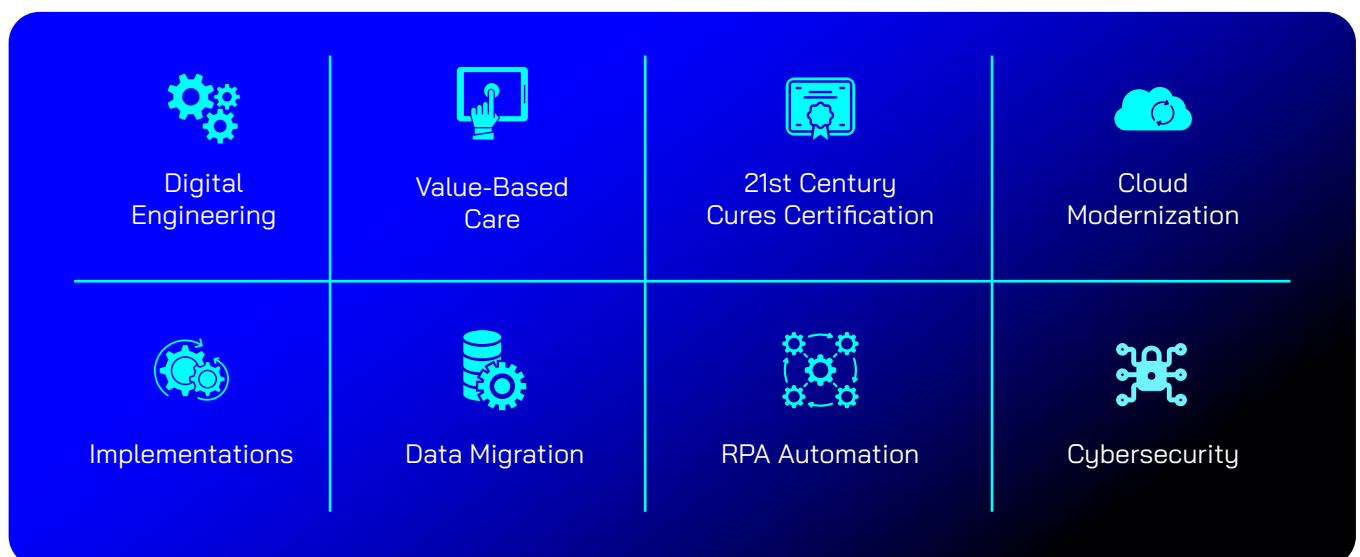 Digital
Engineering
Value-Based
Care
21st Century
Cures Certification
Cloud
Modernization
Implementations
Data Migration
RPA Automation
Cybersecurity